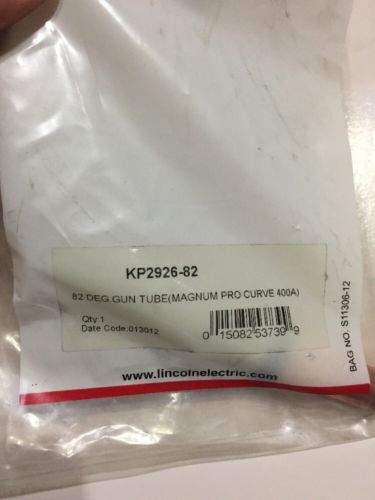 KP2926-82
82 DEG GUN TUBE(MAGNUM PRO CURVE 400A)
Qty:1
Date Code:013012
0 15082 53739 9
BAG NO. S11306-12
www.lincolnelectric.com